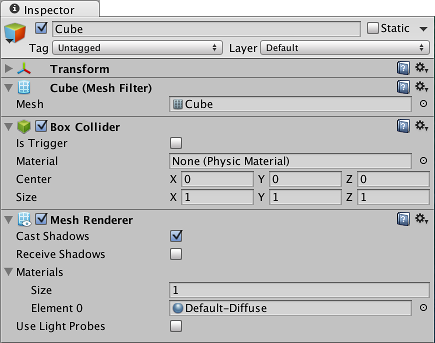 Inspector
Cube Static
Tag Untagged Layer Default
Transform
Cube (Mesh Filter)
Mesh Cube
Box Collider
Is Trigger
Material None (Physic Material)
Center X 0 Y 0 Z 0
Size X 1 Y 1 Z 1
Mesh Renderer
Cast Shadows
Receive Shadows
Materials
Size 1
Element 0 Default-Diffuse
Use Light Probes